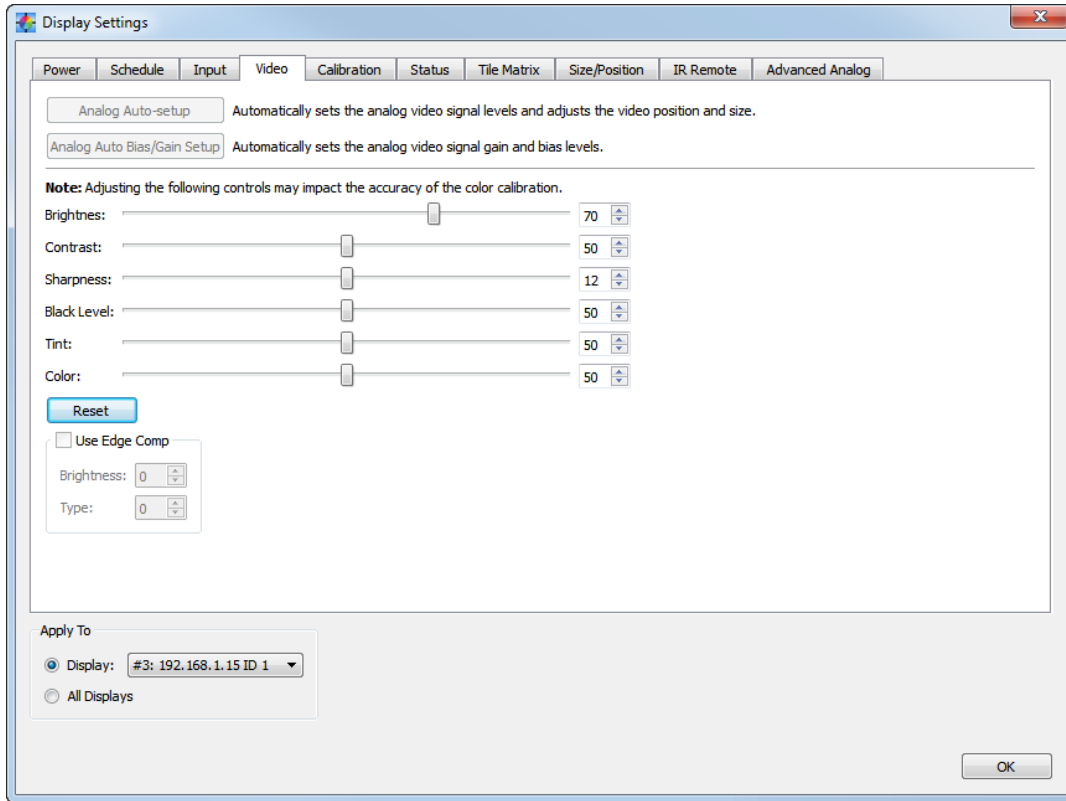 Display Settings
Power Schedule Input Video Calibration Status Tile Matrix Size/Position IR Remote Advanced Analog
Analog Auto-setup Automatically sets the analog video signal levels and adjusts the video position and size.
Analog Auto Bias/Gain Setup Automatically sets the analog video signal gain and bias levels.
Note: Adjusting the following controls may impact the accuracy of the color calibration.
Brightnes: 70
Contrast: 50
Sharpness: 12
Black Level: 50
Tint: 50
Color: 50
Reset
Use Edge Comp
Brightness: 0
Type: 0
Apply To
Display: #3: 192.168.1.15 ID 1
All Displays
OK